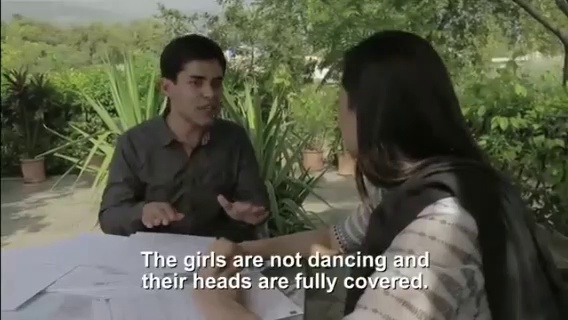 The girls are not dancing and
their heads are fully covered.